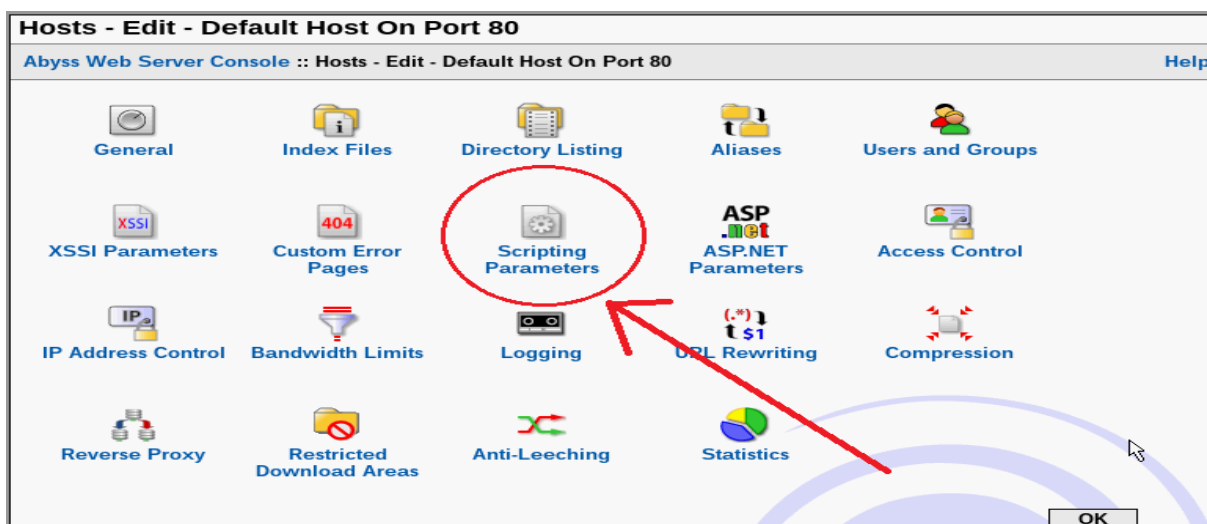 Hosts - Edit - Default Host On Port 80
Abyss Web Server Console :: Hosts - Edit - Default Host On Port 80
Help
General
Index Files
Directory Listing
Aliases
Users and Groups
XSSI
404
ASP
.net
XSSI Parameters
Custom Error
Pages
Scripting
Parameters
ASP.NET
Parameters
Access Control
IP
(.*)
$1
IP Address Control
Bandwidth Limits
Logging
URL Rewriting
Compression
Reverse Proxy
Restricted
Download Areas
Anti-Leeching
Statistics
OK